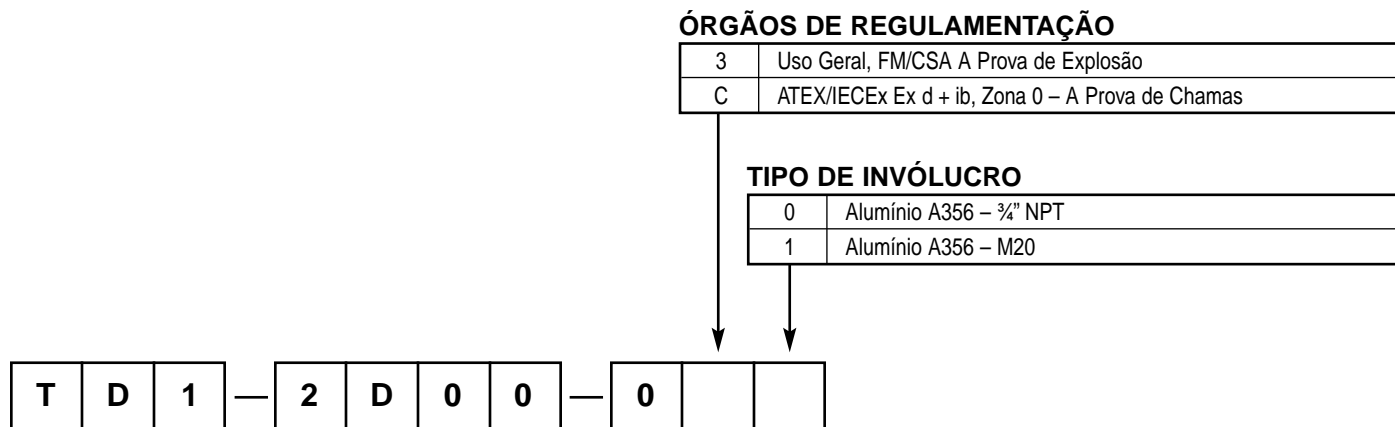 ÓRGÃOS DE REGULAMENTAÇÃO
3 Uso Geral, FM/CSA A Prova de Explosão
C ATEX/IECEx Ex d + ib, Zona 0 – A Prova de Chamas
TIPO DE INVÓLUCRO
0 Alumínio A356 – ¾” NPT
1 Alumínio A356 – M20
T D 1 — 2 D 0 0 — 0